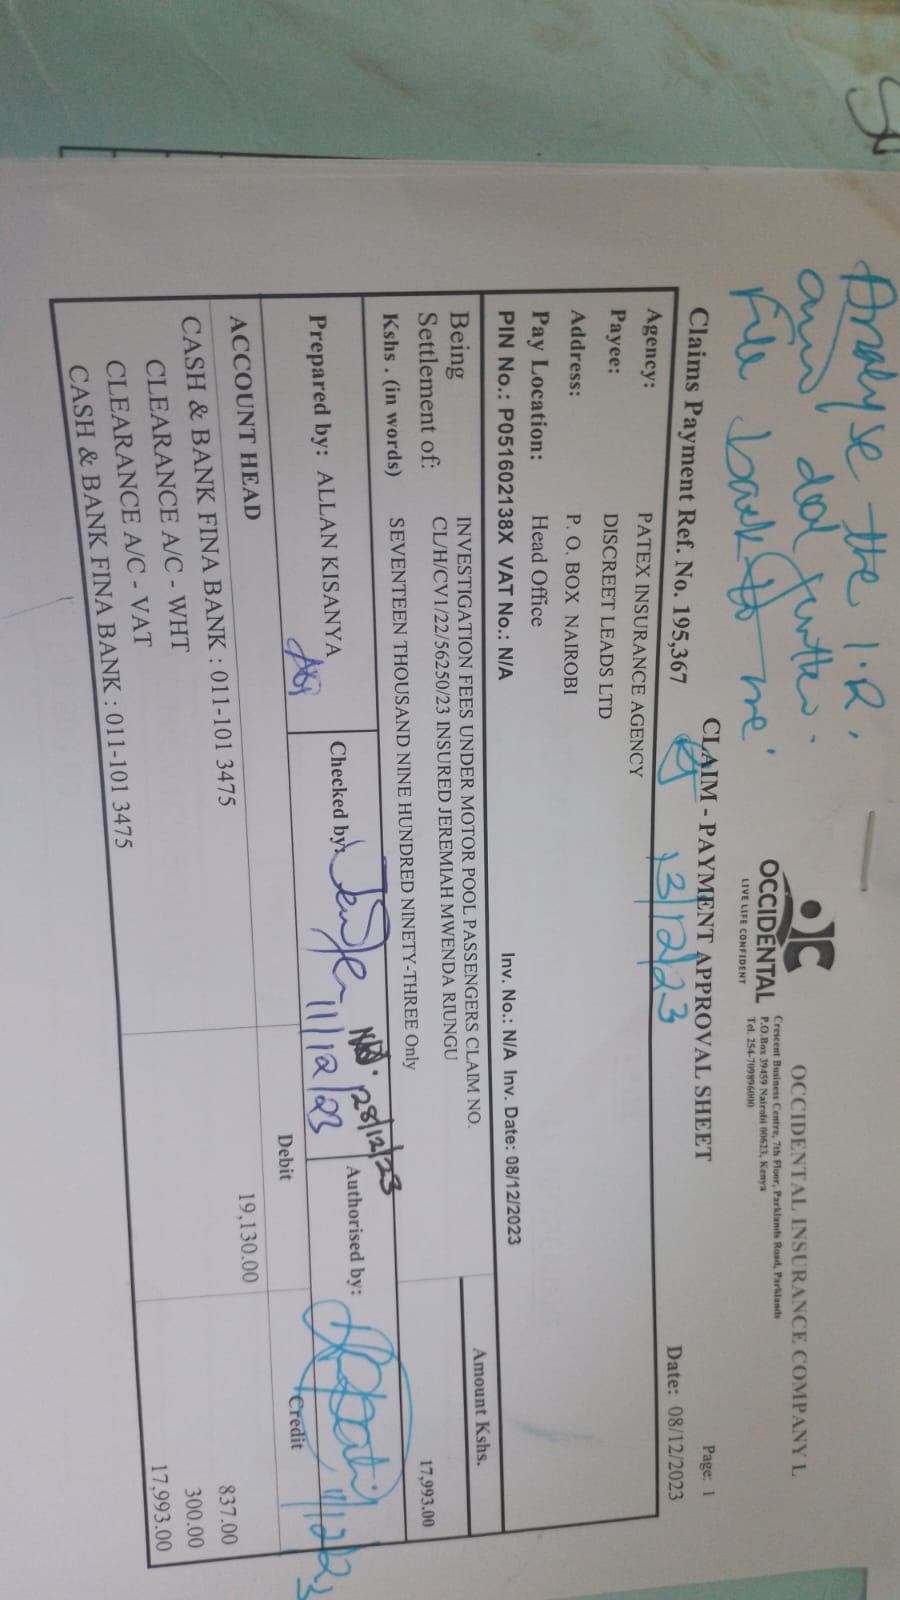 Analyse the I.R.
and deal further.
File back to me.
OCCIDENTAL
LIVE LIFE CONFIDENT
OCCIDENTAL INSURANCE COMPANY L
Crescent Business Centre, 7th Floor, Parklands Road, Parklands
P.O.Box 39459 Nairobi 00623, Kenya
Tel. 254-709896000
Page: 1
CLAIM - PAYMENT APPROVAL SHEET
Claims Payment Ref. No. 195,367
13/12/23
Date: 08/12/2023
Agency: PATEX INSURANCE AGENCY
Payee: DISCREET LEADS LTD
Address: P. O. BOX NAIROBI
Pay Location: Head Office
PIN No.: P051602138X VAT No.: N/A Inv. No.: N/A Inv. Date: 08/12/2023
Amount Kshs.
Being INVESTIGATION FEES UNDER MOTOR POOL PASSENGERS CLAIM NO.
Settlement of: CL/H/CV1/22/56250/23 INSURED JEREMIAH MWENDA RIUNGU
17,993.00
Kshs . (in words) SEVENTEEN THOUSAND NINE HUNDRED NINETY-THREE Only
28/12/23
Prepared by: ALLAN KISANYA Checked by: 11/12/23 Authorised by: 11/12/23
ACCOUNT HEAD Debit Credit
CASH & BANK FINA BANK : 011-101 3475 19,130.00
CLEARANCE A/C - WHT 837.00
CLEARANCE A/C - VAT 300.00
CASH & BANK FINA BANK : 011-101 3475 17,993.00